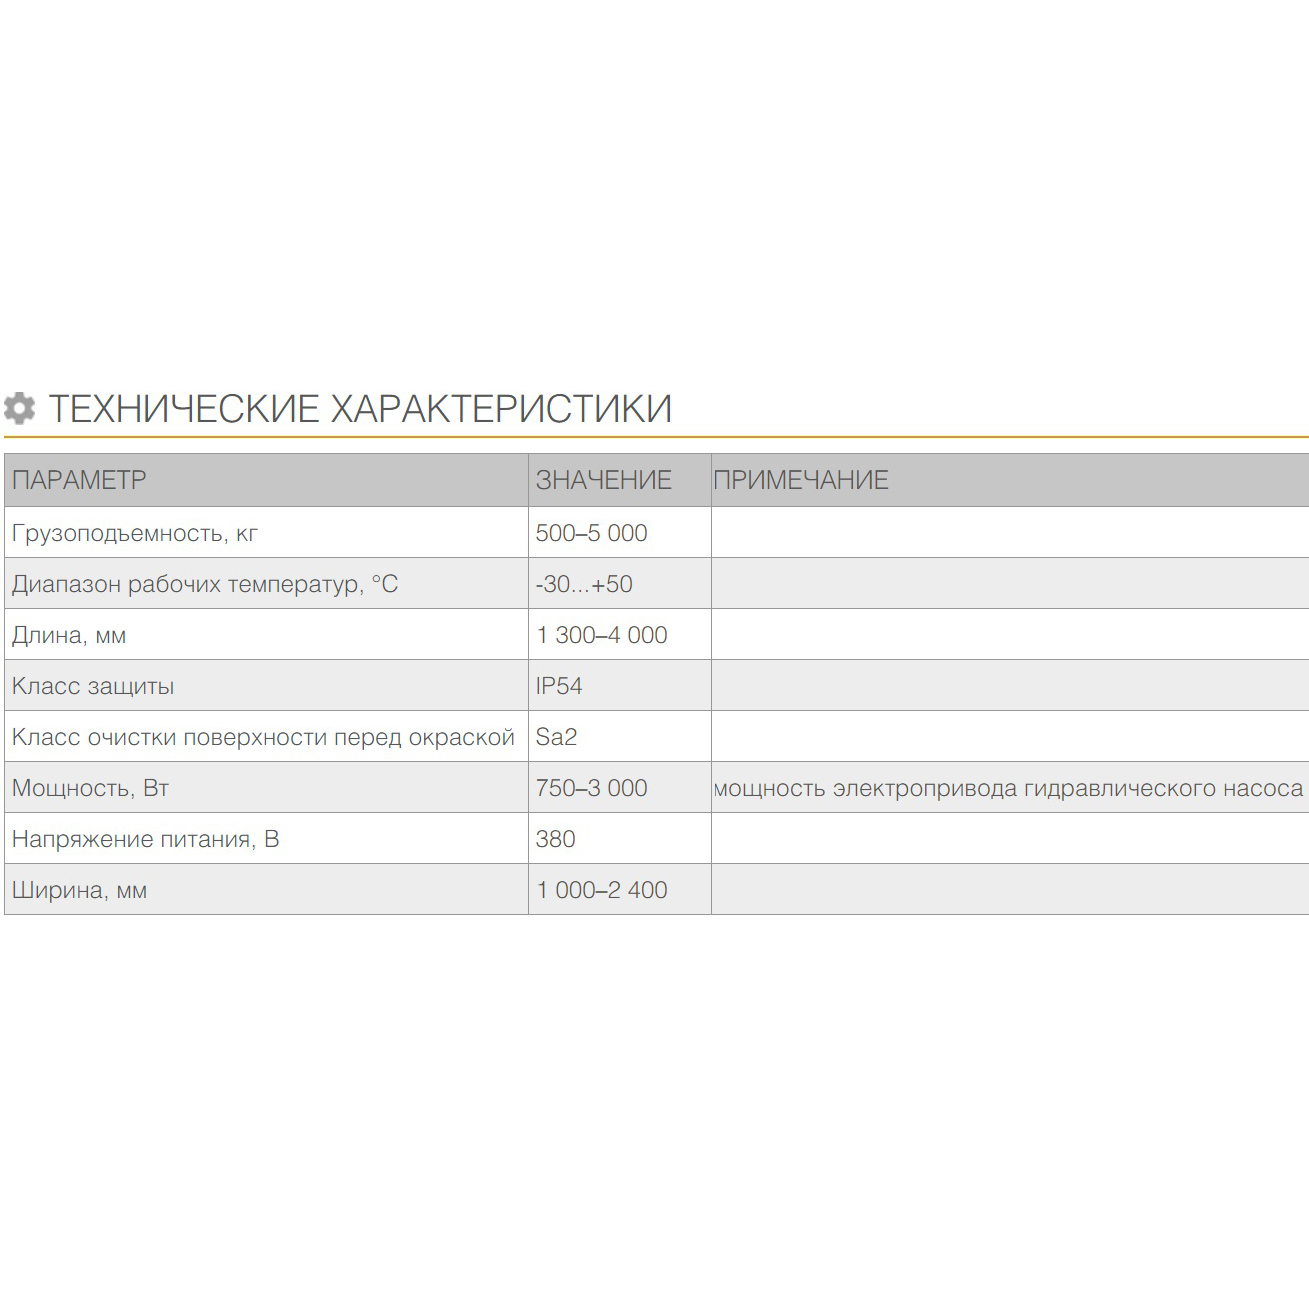 ТЕХНИЧЕСКИЕ ХАРАКТЕРИСТИКИ
ПАРАМЕТР ЗНАЧЕНИЕ ПРИМЕЧАНИЕ
Грузоподъемность, кг 500–5 000
Диапазон рабочих температур, °С -30...+50
Длина, мм 1 300–4 000
Класс защиты IP54
Класс очистки поверхности перед окраской Sa2
Мощность, Вт 750–3 000 мощность электропривода гидравлического насоса
Напряжение питания, В 380
Ширина, мм 1 000–2 400